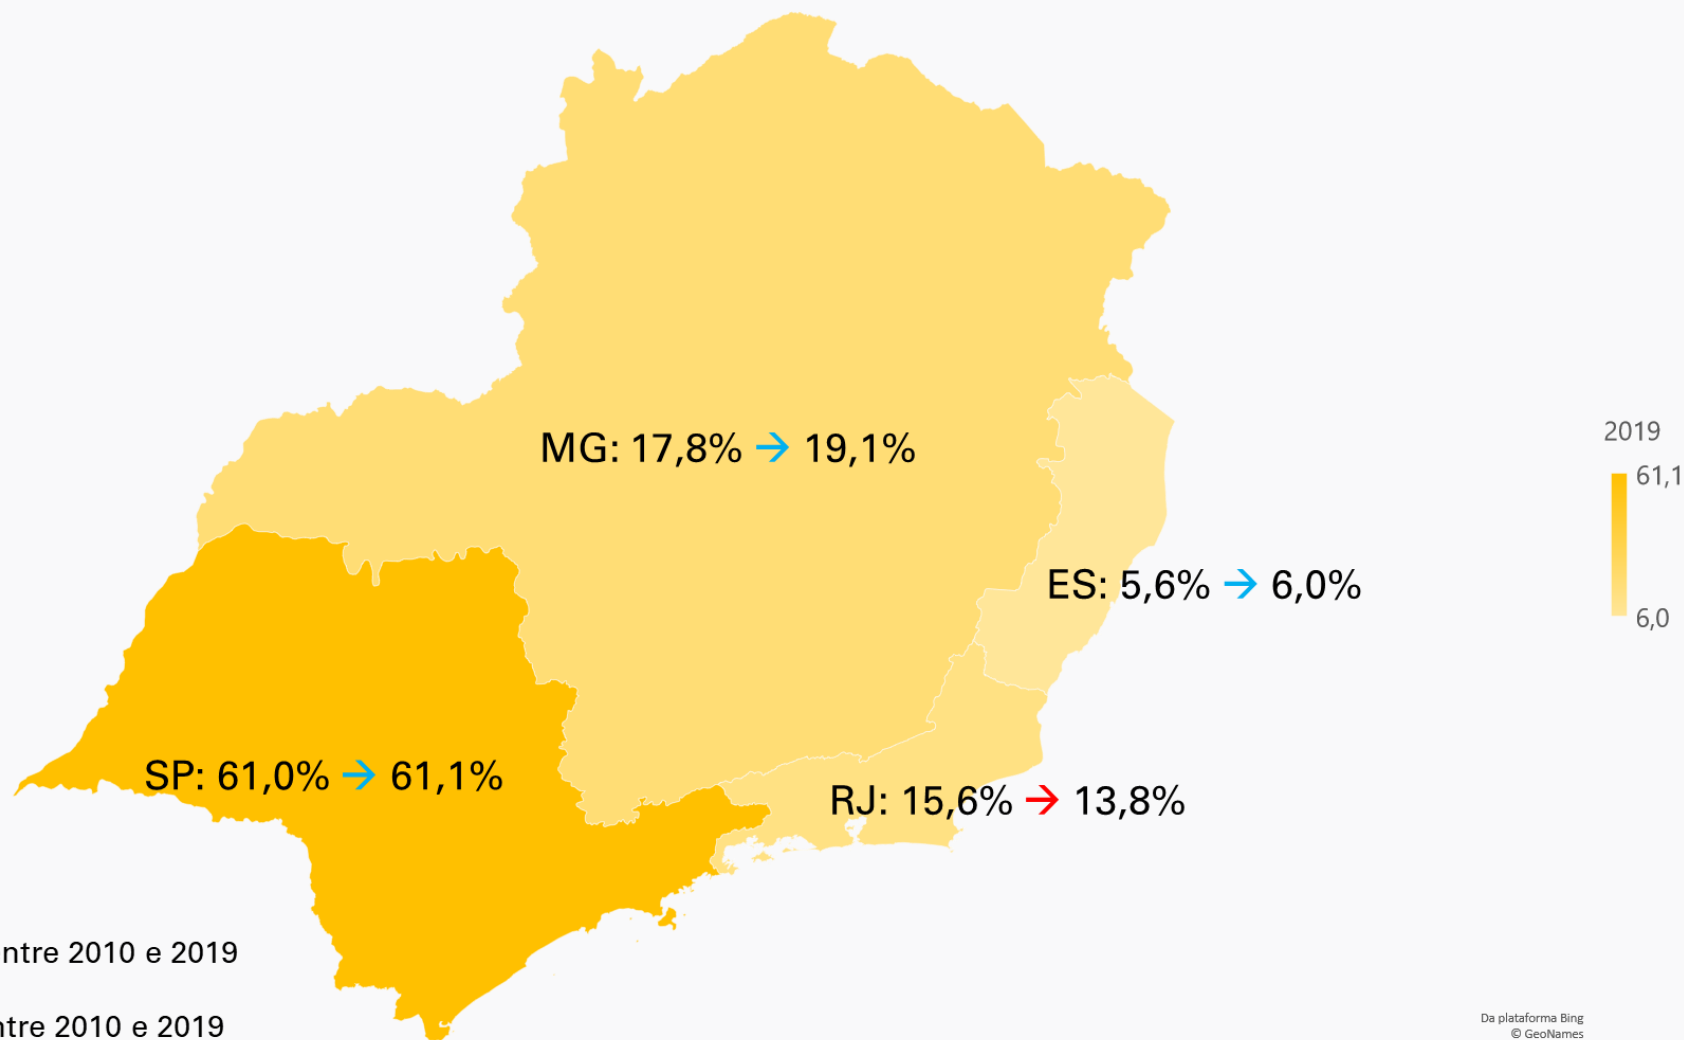 2019
61,1
MG: 17,8% → 19,1%
ES: 5,6% → 6,0%
6,0
SP: 61,0% → 61,1%
RJ: 15,6% → 13,8%
ntre 2010 e 2019
ntre 2010 e 2019
Da plataforma Bing
© GeoNames